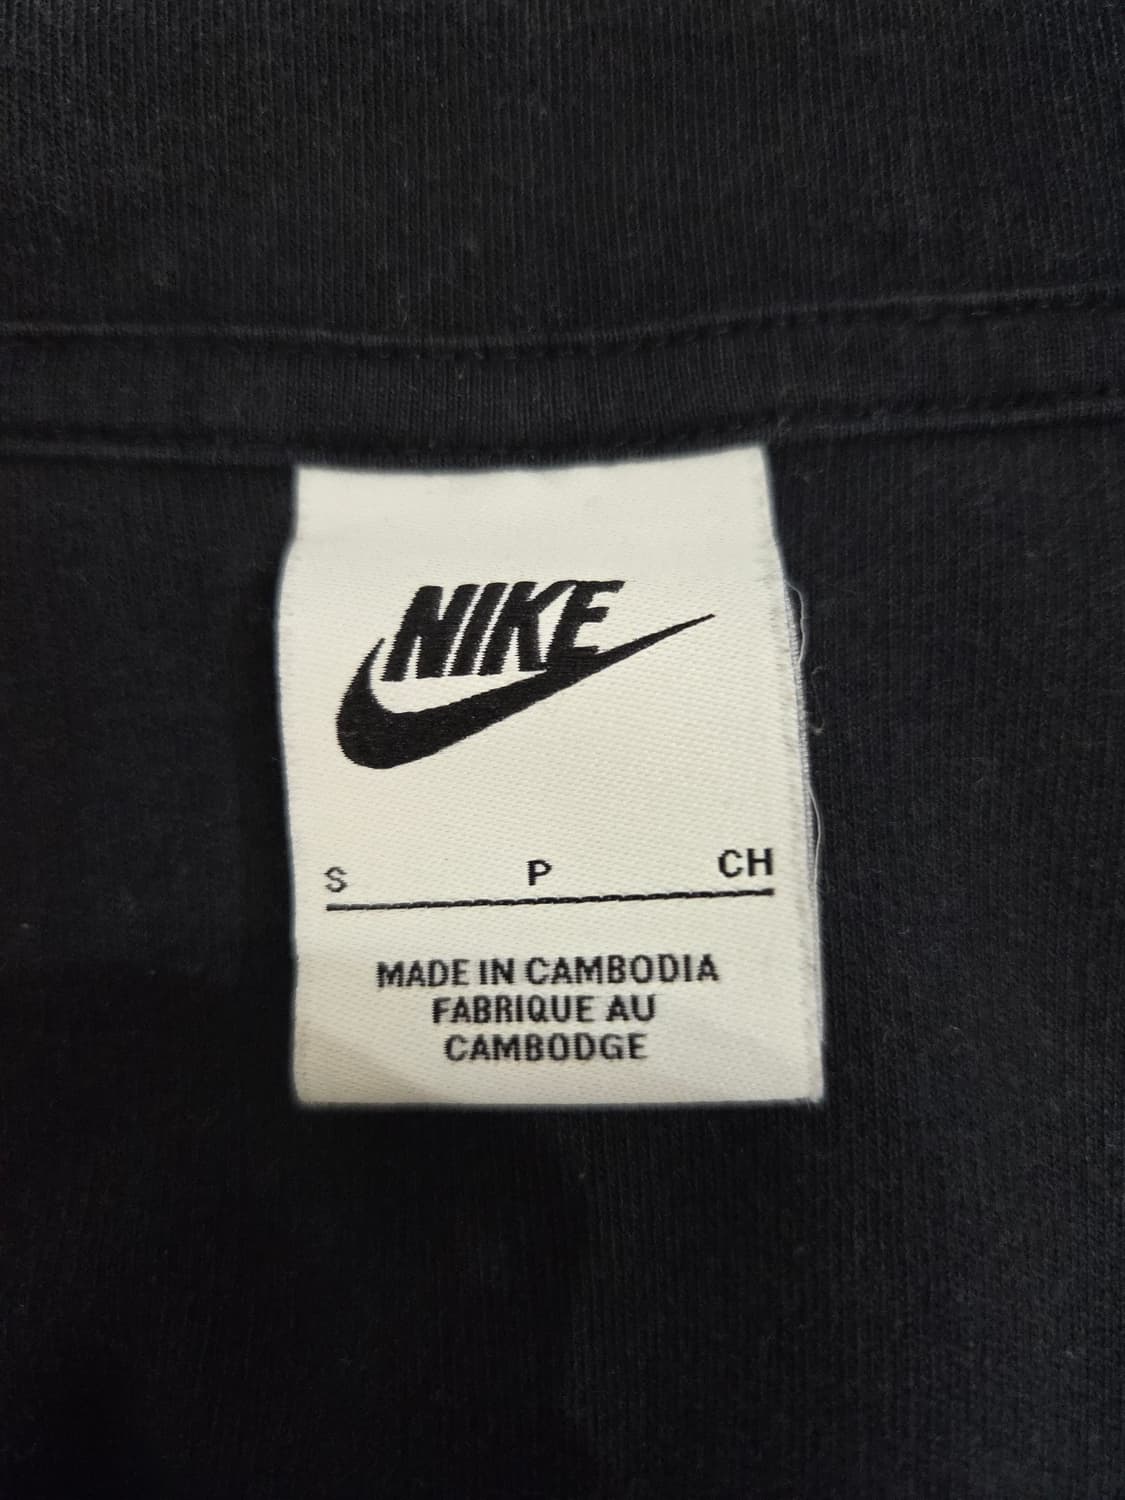 NIKE
S P CH
MADE IN CAMBODIA
FABRIQUE AU
CAMBODGE